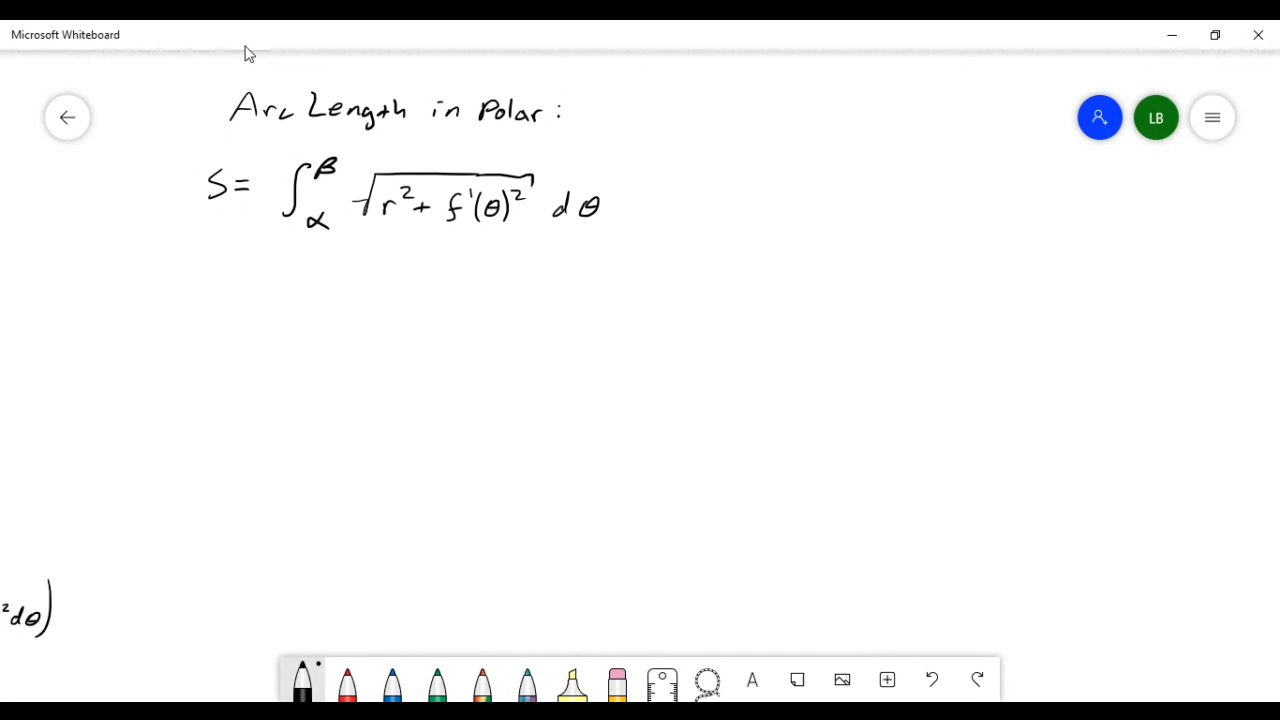 Microsoft Whiteboard
Arc Length in Polar:
S= ∫_α^β √(r²+ f'(θ)²) dθ
LB
²dθ)
A